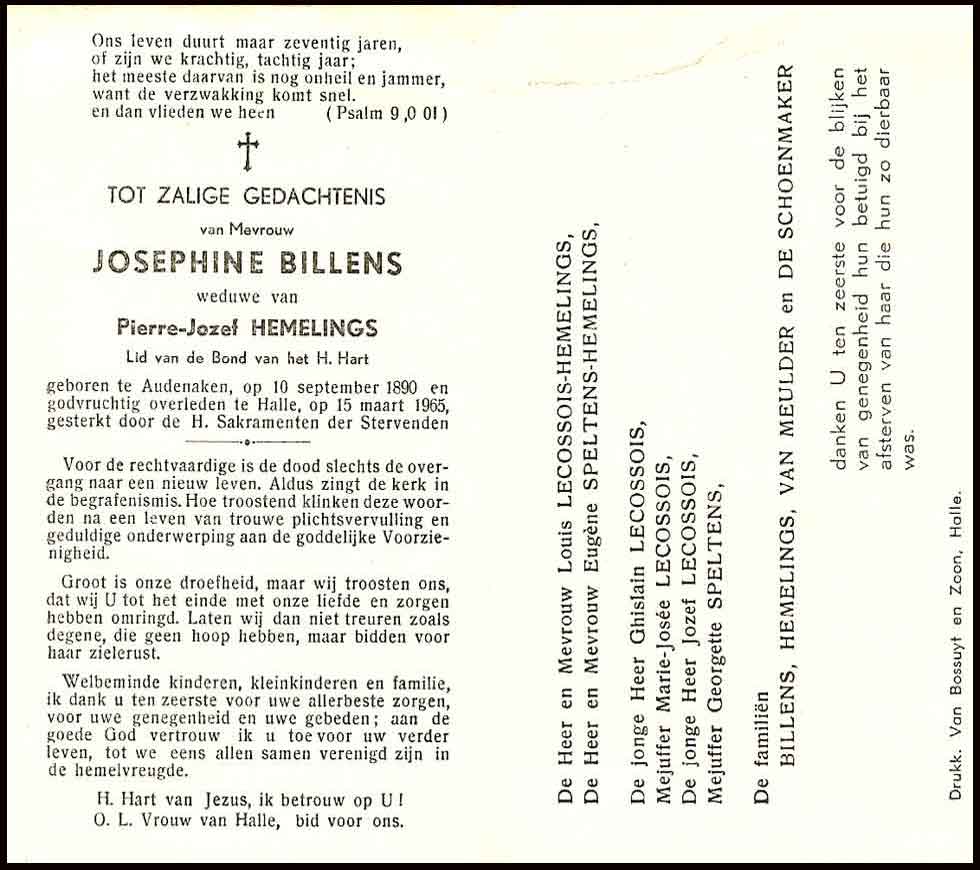 Ons leven duurt maar zeventig jaren,
of zijn we krachtig, tachtig jaar;
het meeste daarvan is nog onheil en jammer,
want de verzwakking komt snel.
en dan vlieden we heen (Psalm 9,0 01)
TOT ZALIGE GEDACHTENIS
van Mevrouw
JOSEPHINE BILLENS
weduwe van
Pierre-Jozef HEMELINGS
Lid van de Bond van het H. Hart
geboren te Audenaken, op 10 september 1890 en
godvruchtig overleden te Halle, op 15 maart 1965,
gesterkt door de H. Sakramenten der Stervenden
Voor de rechtvaardige is de dood slechts de over-
gang naar een nieuw leven. Aldus zingt de kerk in
de begrafenismis. Hoe troostend klinken deze woor-
den na een leven van trouwe plichtsvervulling en
geduldige onderwerping aan de goddelijke Voorzie-
nigheid.
Groot is onze droefheid, maar wij troosten ons,
dat wij U tot het einde met onze liefde en zorgen
hebben omringd. Laten wij dan niet treuren zoals
degene, die geen hoop hebben, maar bidden voor
haar zielerust.
Welbeminde kinderen, kleinkinderen en familie,
ik dank u ten zeerste voor uwe allerbeste zorgen,
voor uwe genegenheid en uwe gebeden; aan de
goede God vertrouw ik u toe voor uw verder
leven, tot we eens allen samen verenigd zijn in
de hemelvreugde.
H. Hart van Jezus, ik betrouw op U!
O. L. Vrouw van Halle, bid voor ons.
De Heer en Mevrouw Louis LECOSSOIS-HEMELINGS,
De Heer en Mevrouw Eugène SPELTENS-HEMELINGS,
De jonge Heer Ghislain LECOSSOIS,
Mejuffer Marie-Josée LECOSSOIS,
De jonge Heer Jozef LECOSSOIS,
Mejuffer Georgette SPELTENS,
De familiën
BILLENS, HEMELINGS, VAN MEULDER en DE SCHOENMAKER
danken U ten zeerste voor de blijken
van genegenheid hun betuigd bij het
afsterven van haar die hun zo dierbaar
was.
Drukk. Van Bossuyt en Zoon, Halle.